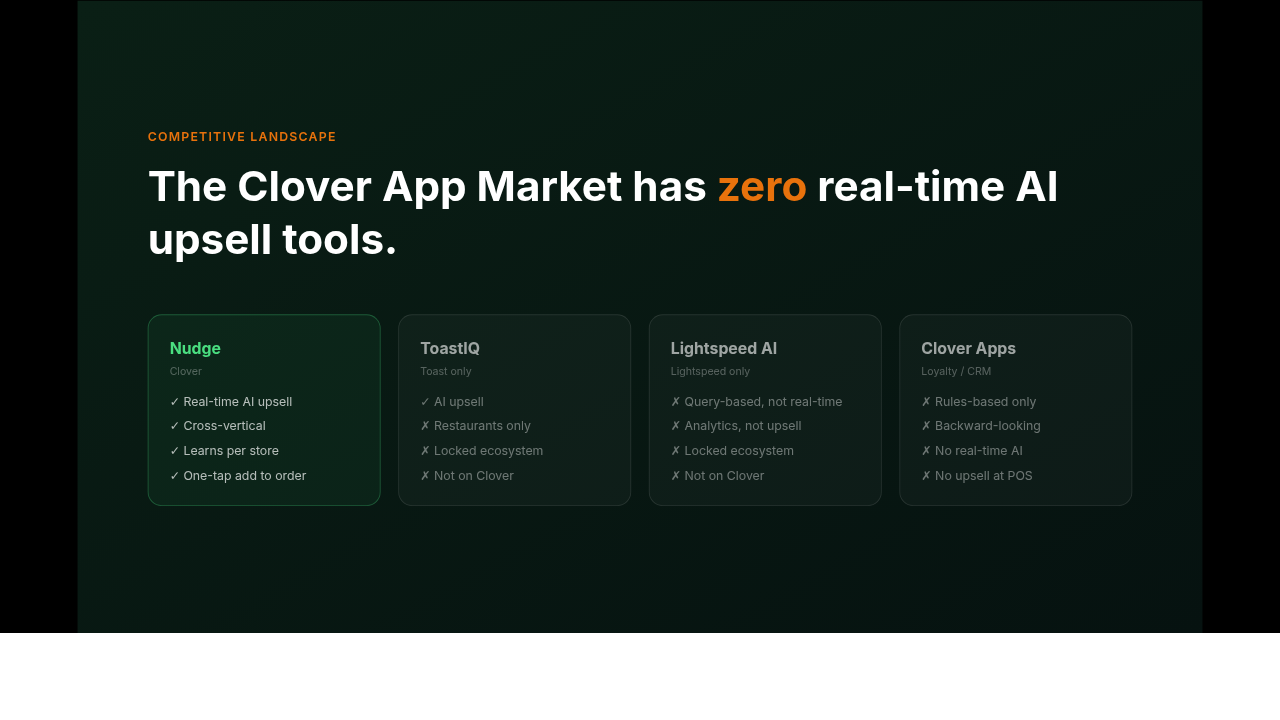 COMPETITIVE LANDSCAPE
The Clover App Market has zero real-time AI
upsell tools.
Nudge
Clover
✓ Real-time AI upsell
✓ Cross-vertical
✓ Learns per store
✓ One-tap add to order
ToastIQ
Toast only
✓ AI upsell
✗ Restaurants only
✗ Locked ecosystem
✗ Not on Clover
Lightspeed AI
Lightspeed only
✗ Query-based, not real-time
✗ Analytics, not upsell
✗ Locked ecosystem
✗ Not on Clover
Clover Apps
Loyalty / CRM
✗ Rules-based only
✗ Backward-looking
✗ No real-time AI
✗ No upsell at POS